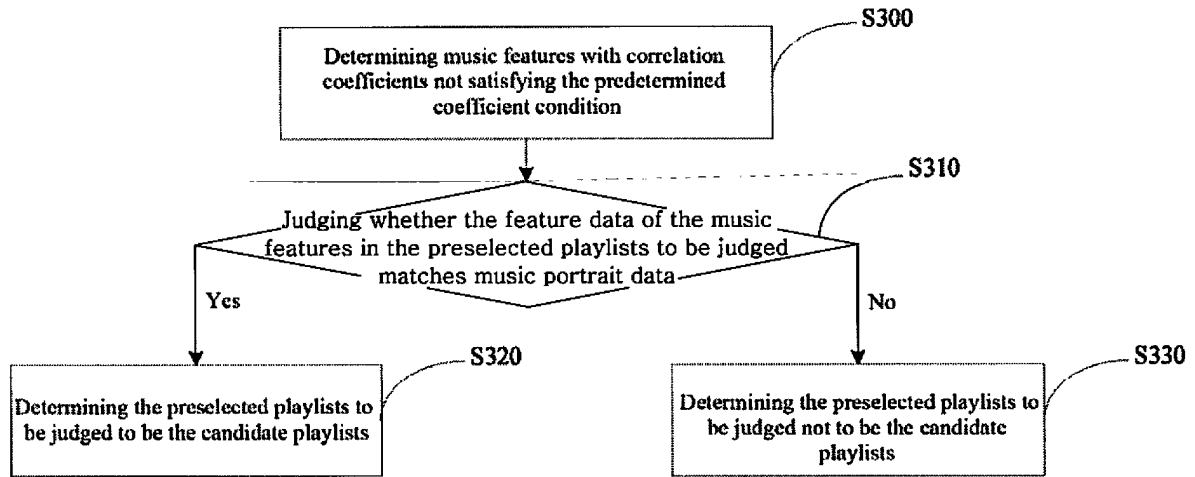 S300
Determining music features with correlation
coefficients not satisfying the predetermined
coefficient condition
S310
Judging whether the feature data of the music
features in the preselected playlists to be judged
matches music portrait data
Yes
No
S320
S330
Determining the preselected playlists to
be judged to be the candidate playlists
Determining the preselected playlists to
be judged not to be the candidate
playlists